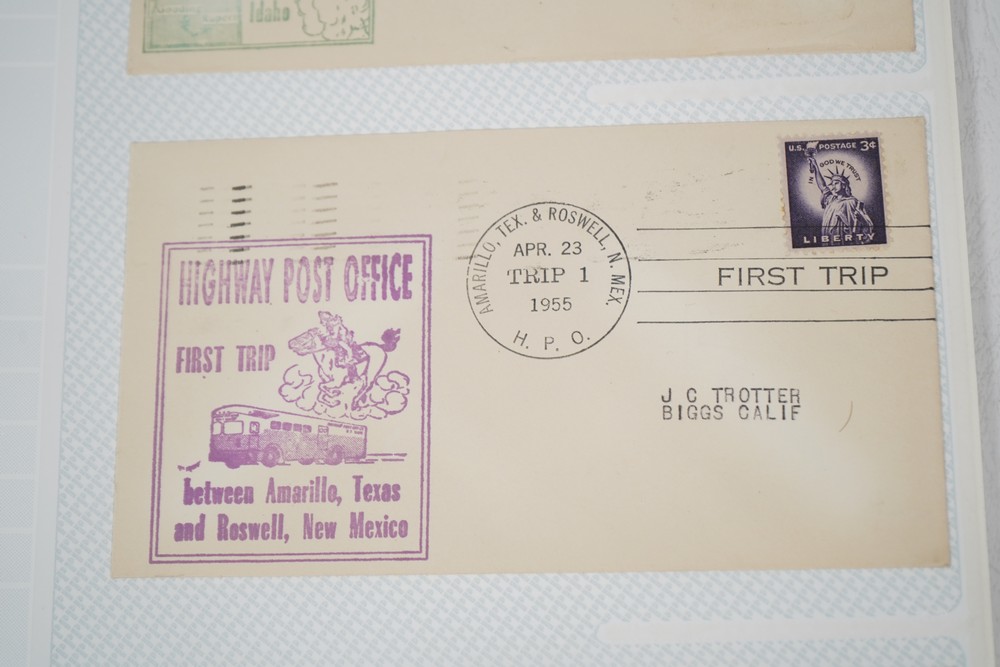 Idaho
HIGHWAY POST OFFICE
FIRST TRIP
between Amarillo, Texas
and Roswell, New Mexico
AMARILLO, TEX. & ROSWELL, N. MEX.
APR. 23
TRIP 1
1955
H. P. O.
U.S. POSTAGE 3¢
IN GOD WE TRUST
LIBERTY
FIRST TRIP
J C TROTTER
BIGGS CALIF